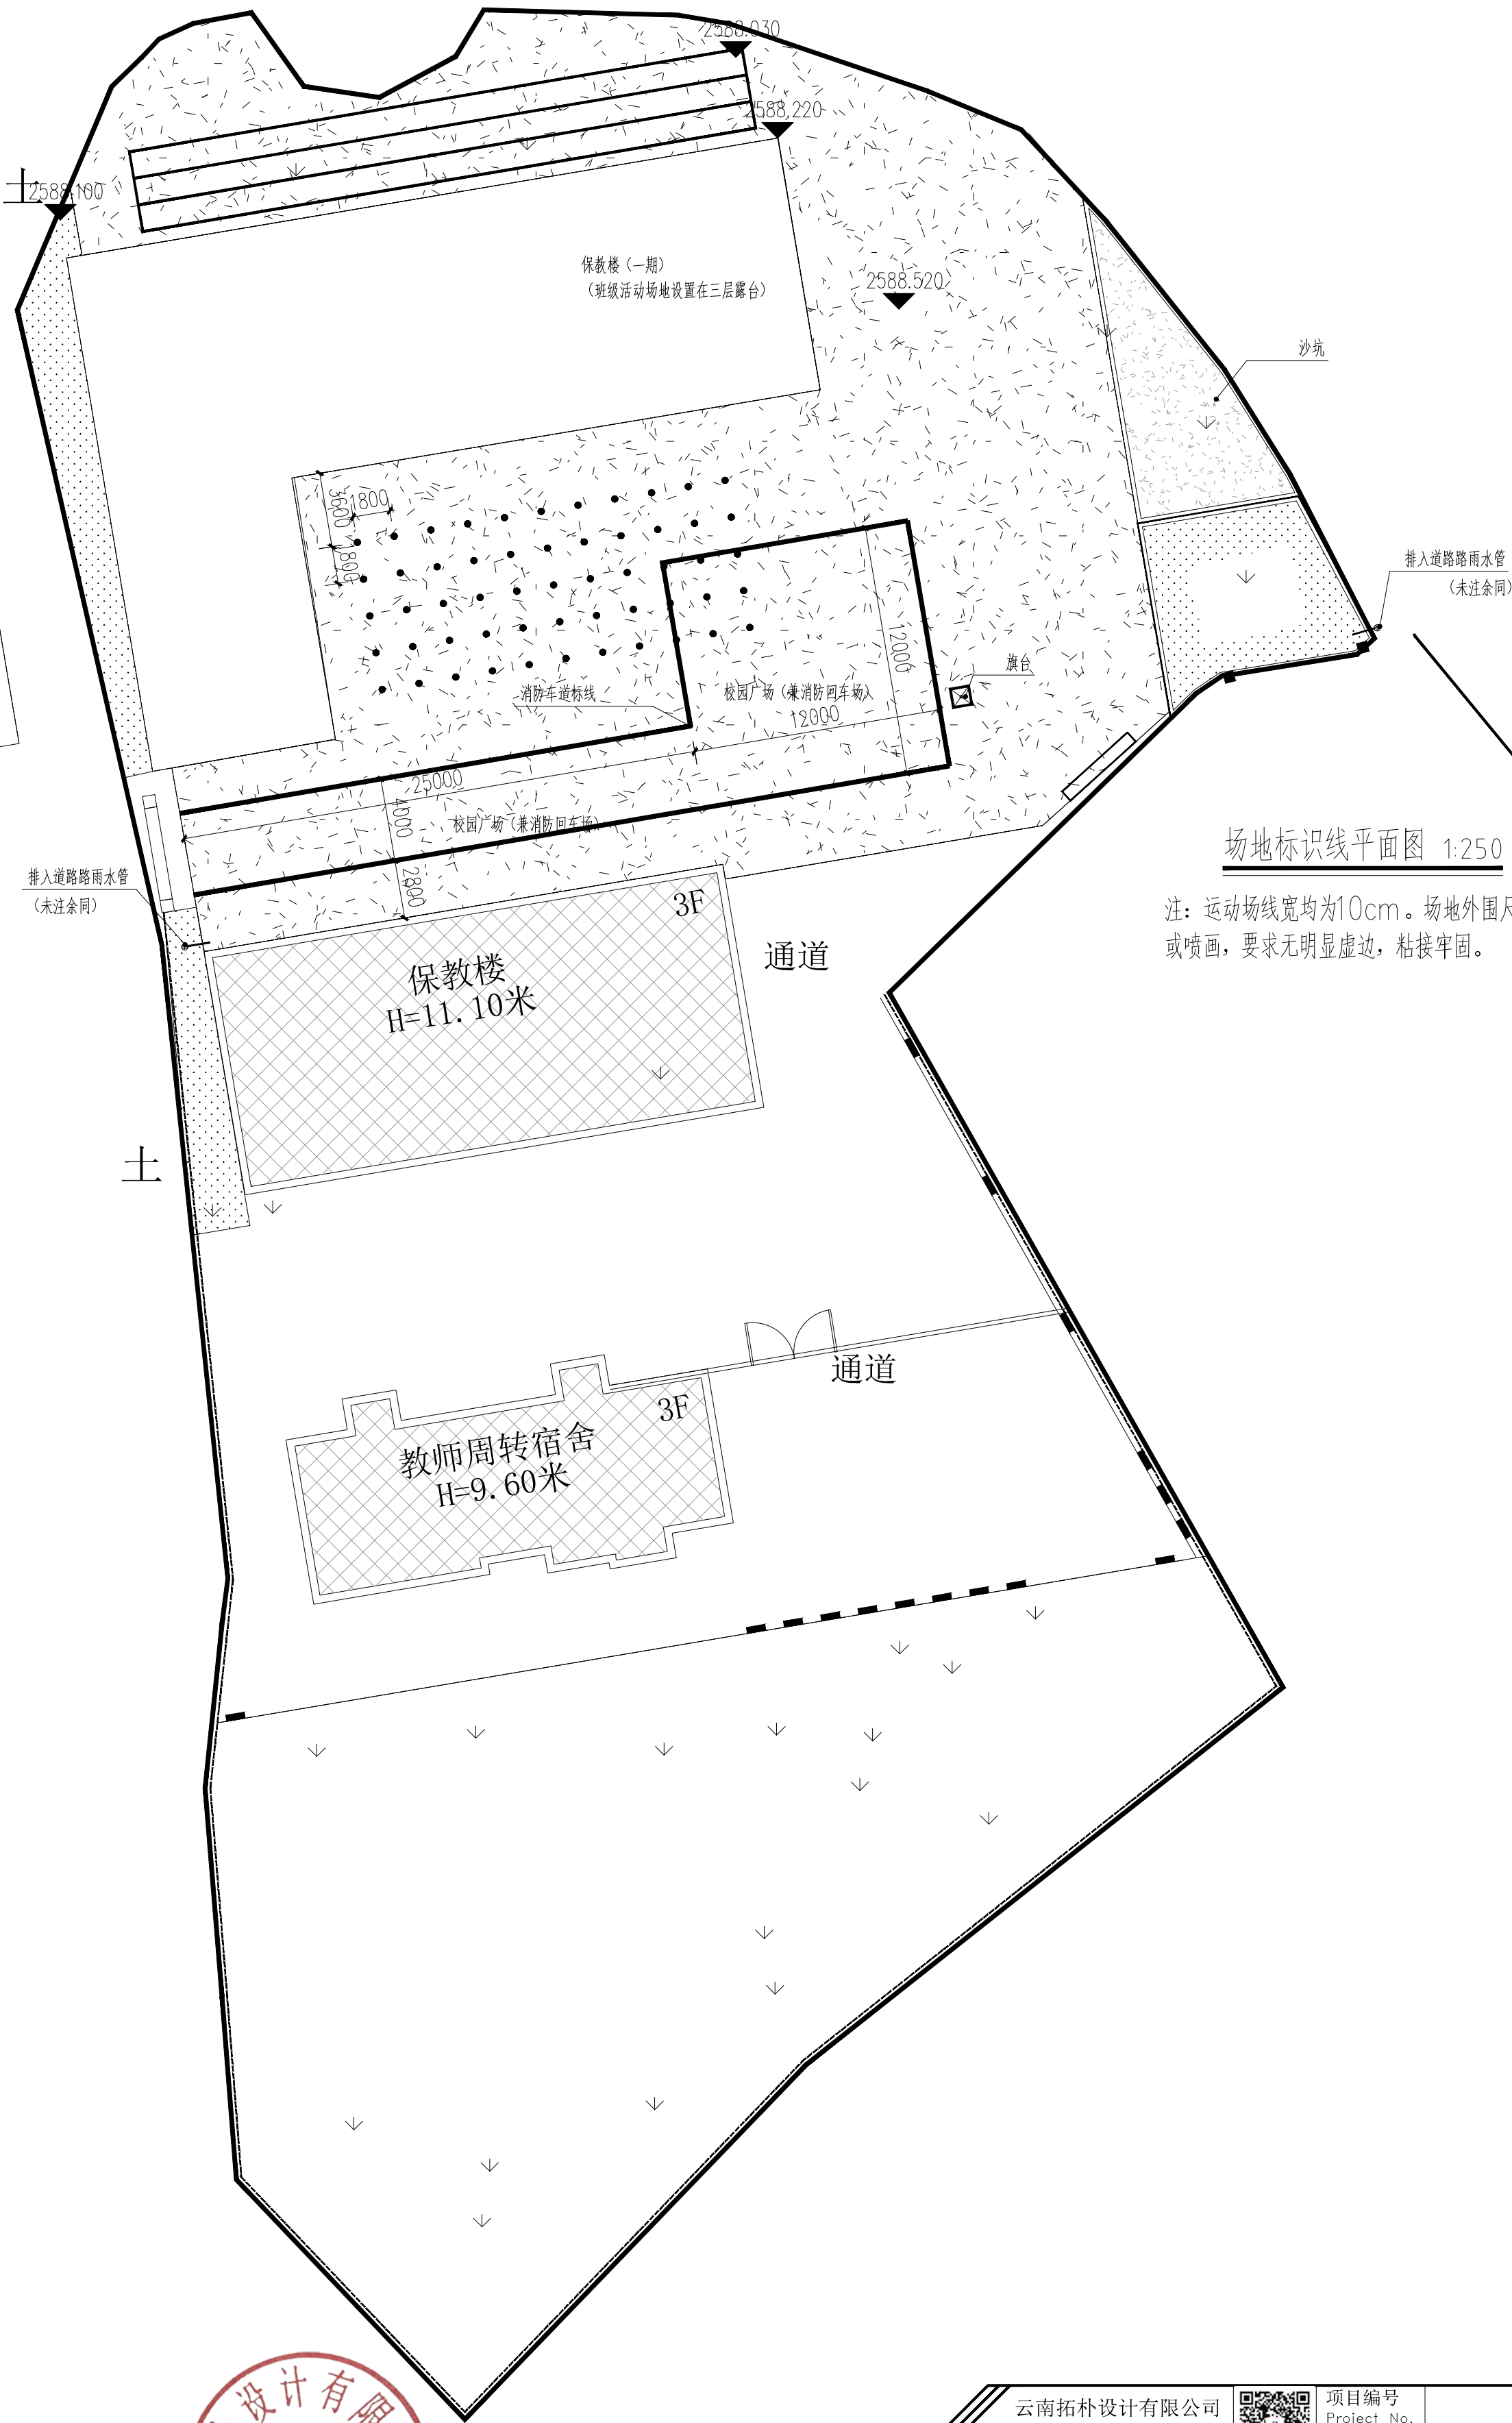 2588.030
2588.220
土
2588.100
保教楼（一期）
（班级活动场地设置在三层露台）
2588.520
沙坑
3600
1800
1800
排入道路路雨水管
（未注余同）
12000
旗台
消防车道标线
校园广场（兼消防回车场）
12000
25000
4000
校园广场（兼消防回车场）
2800
场地标识线平面图 1:250
排入道路路雨水管
（未注余同）
注：运动场线宽均为10cm。场地外围尺
或喷画，要求无明显虚边，粘接牢固。
3F
通道
保教楼
H=11.10米
土
通道
3F
教师周转宿舍
H=9.60米
设计有限
云南拓朴设计有限公司
项目编号
Project No.